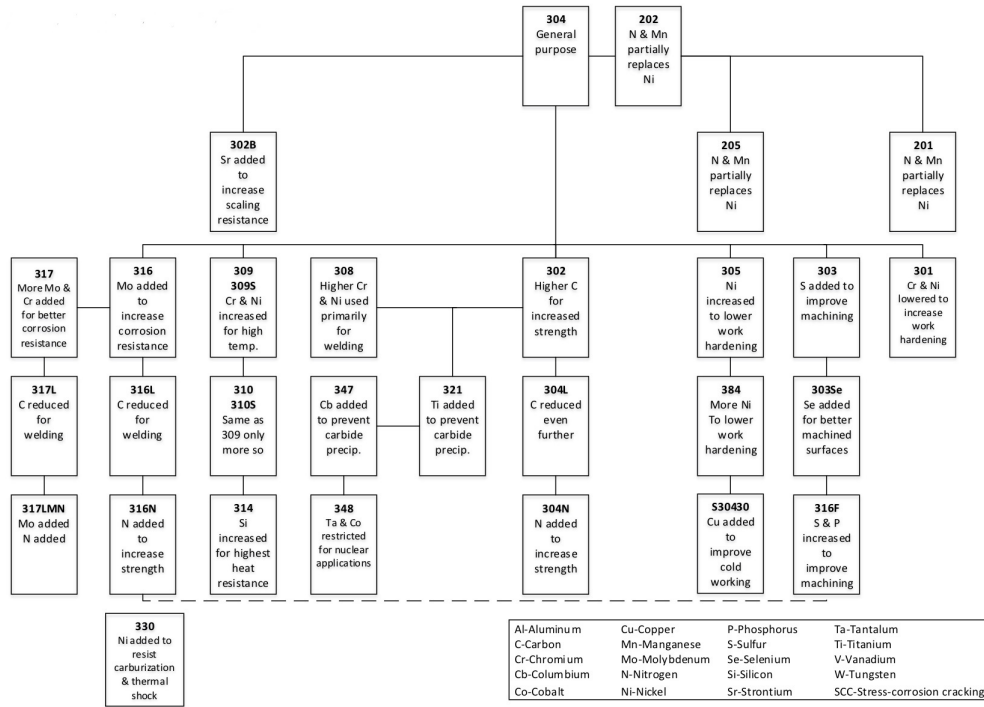 304
General
purpose
202
N & Mn
partially
replaces
Ni
302B
Sr added
to
increase
scaling
resistance
205
N & Mn
partially
replaces
Ni
201
N & Mn
partially
replaces
Ni
317
More Mo &
Cr added
for better
corrosion
resistance
316
Mo added
to
increase
corrosion
resistance
309
309S
Cr & Ni
increased
for high
temp.
308
Higher Cr
& Ni used
primarily
for
welding
302
Higher C
for
increased
strength
305
Ni
increased
to lower
work
hardening
303
S added to
improve
machining
301
Cr & Ni
lowered to
increase
work
hardening
317L
C reduced
for
welding
316L
C reduced
for
welding
310
310S
Same as
309 only
more so
347
Cb added
to prevent
carbide
precip.
321
Ti added
to prevent
carbide
precip.
304L
C reduced
even
further
384
More Ni
To lower
work
hardening
303Se
Se added
for better
machined
surfaces
317LMN
Mo added
N added
316N
N added
to
increase
strength
314
Si
increased
for highest
heat
resistance
348
Ta & Co
restricted
for nuclear
applications
304N
N added
to
increase
strength
S30430
Cu added
to
improve
cold
working
316F
S & P
increased
to
improve
machining
330
Ni added to
resist
carburization
& thermal
shock
Al-Aluminum Cu-Copper P-Phosphorus Ta-Tantalum
C-Carbon Mn-Manganese S-Sulfur Ti-Titanium
Cr-Chromium Mo-Molybdenum Se-Selenium V-Vanadium
Cb-Columbium N-Nitrogen Si-Silicon W-Tungsten
Co-Cobalt Ni-Nickel Sr-Strontium SCC-Stress-corrosion cracking